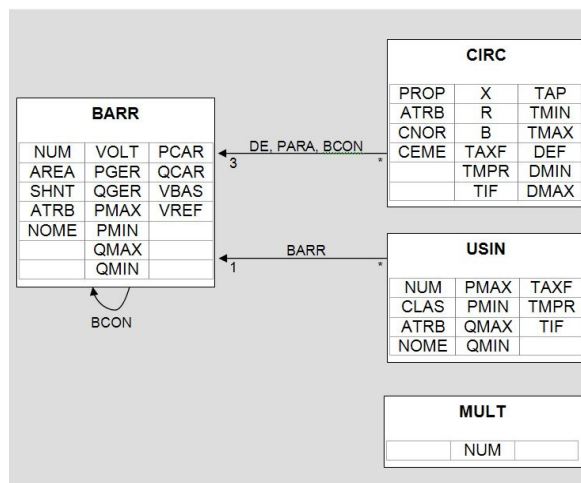 BARR
NUM VOLT PCAR
AREA PGER QCAR
SHNT QGER VBAS
ATRB PMAX VREF
NOME PMIN
QMAX
QMIN
BCON
DE, PARA, BCON
3 *
BARR
1 *
CIRC
PROP X TAP
ATRB R TMIN
CNOR B TMAX
CEME TAXF DEF
TMPR DMIN
TIF DMAX
USIN
NUM PMAX TAXF
CLAS PMIN TMPR
ATRB QMAX TIF
NOME QMIN
MULT
NUM